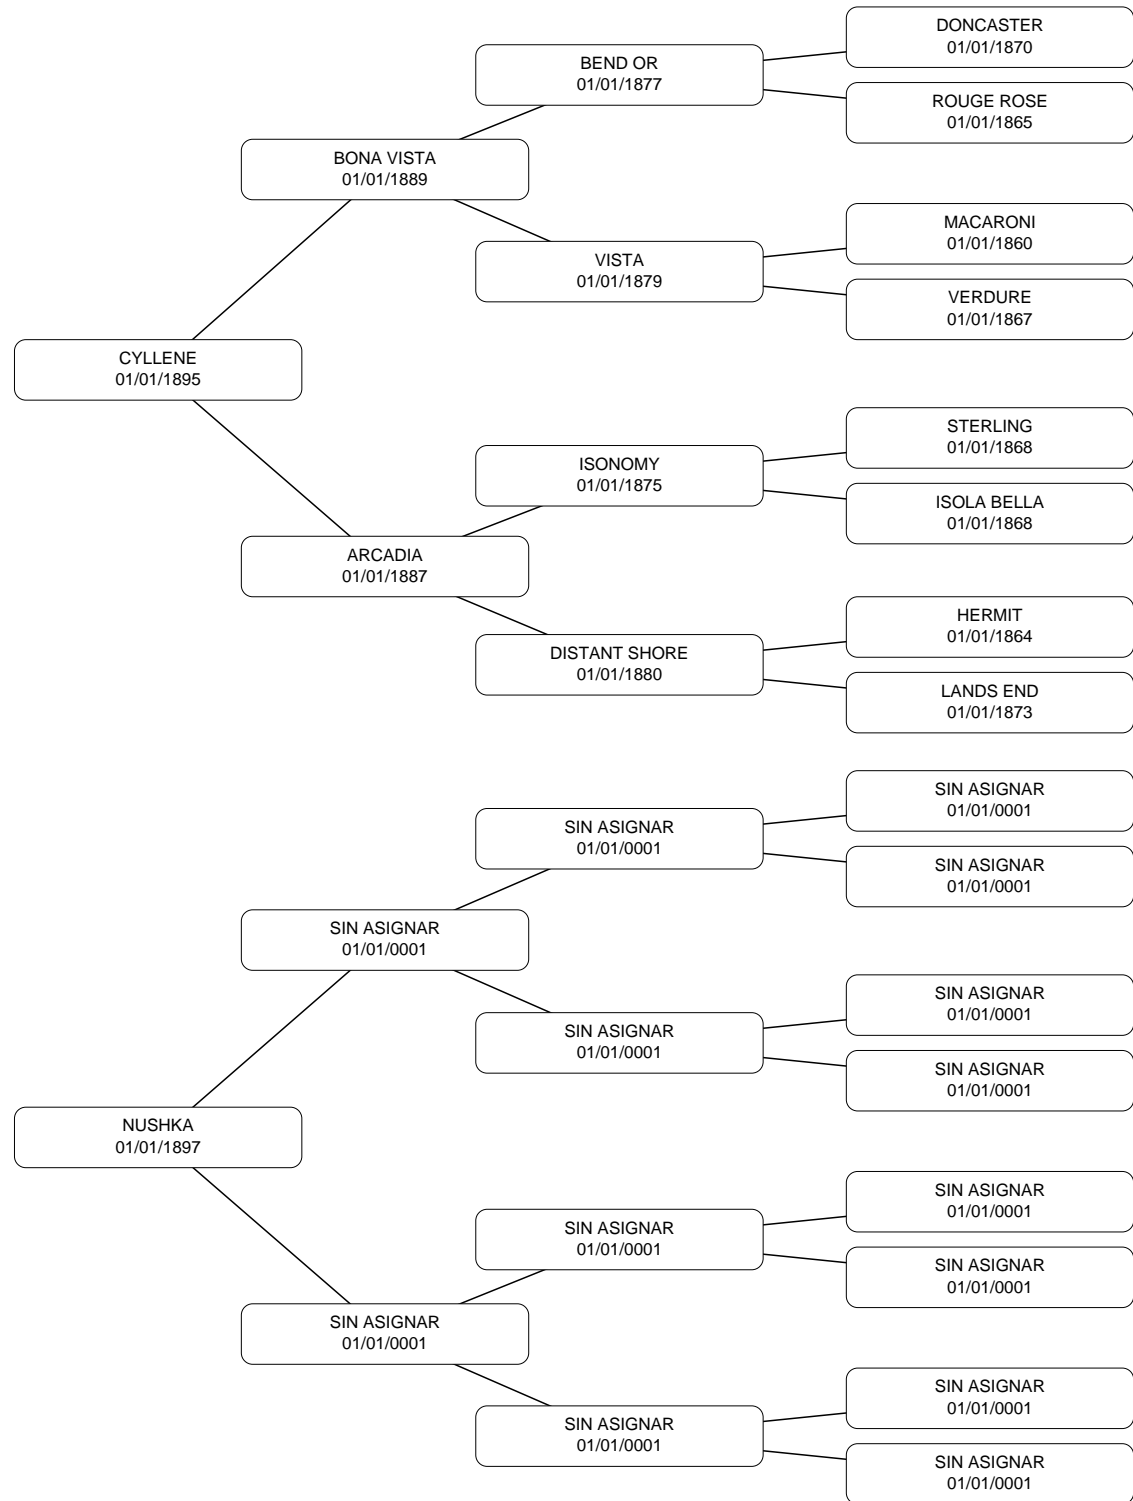 DONCASTER
01/01/1870
BEND OR
01/01/1877
ROUGE ROSE
01/01/1865
BONA VISTA
01/01/1889
MACARONI
01/01/1860
VISTA
01/01/1879
VERDURE
01/01/1867
CYLLENE
01/01/1895
STERLING
01/01/1868
ISONOMY
01/01/1875
ISOLA BELLA
01/01/1868
ARCADIA
01/01/1887
HERMIT
01/01/1864
DISTANT SHORE
01/01/1880
LANDS END
01/01/1873
SIN ASIGNAR
01/01/0001
SIN ASIGNAR
01/01/0001
SIN ASIGNAR
01/01/0001
SIN ASIGNAR
01/01/0001
SIN ASIGNAR
01/01/0001
SIN ASIGNAR
01/01/0001
SIN ASIGNAR
01/01/0001
NUSHKA
01/01/1897
SIN ASIGNAR
01/01/0001
SIN ASIGNAR
01/01/0001
SIN ASIGNAR
01/01/0001
SIN ASIGNAR
01/01/0001
SIN ASIGNAR
01/01/0001
SIN ASIGNAR
01/01/0001
SIN ASIGNAR
01/01/0001